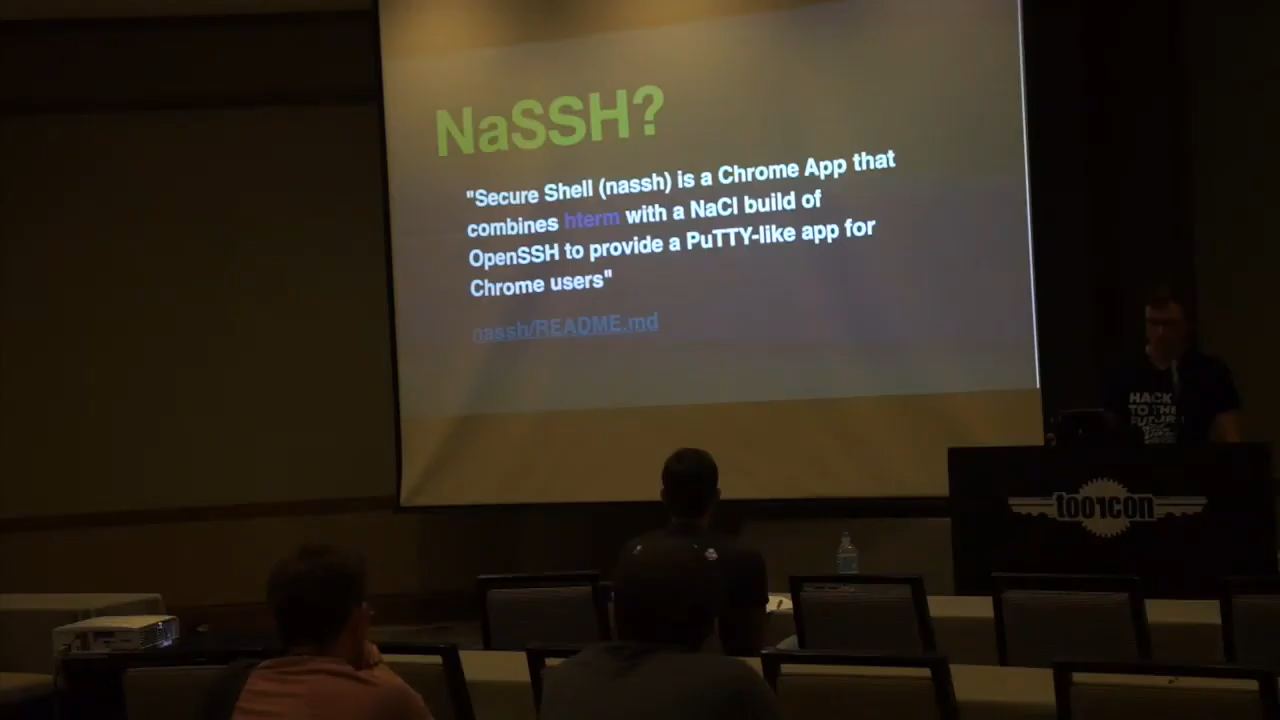 NaSSH?
"Secure Shell (nassh) is a Chrome App that
combines hterm with a NaCl build of
OpenSSH to provide a PuTTY-like app for
Chrome users"
nassh/README.md
HACK
TO THE
FUTURE
toorcon